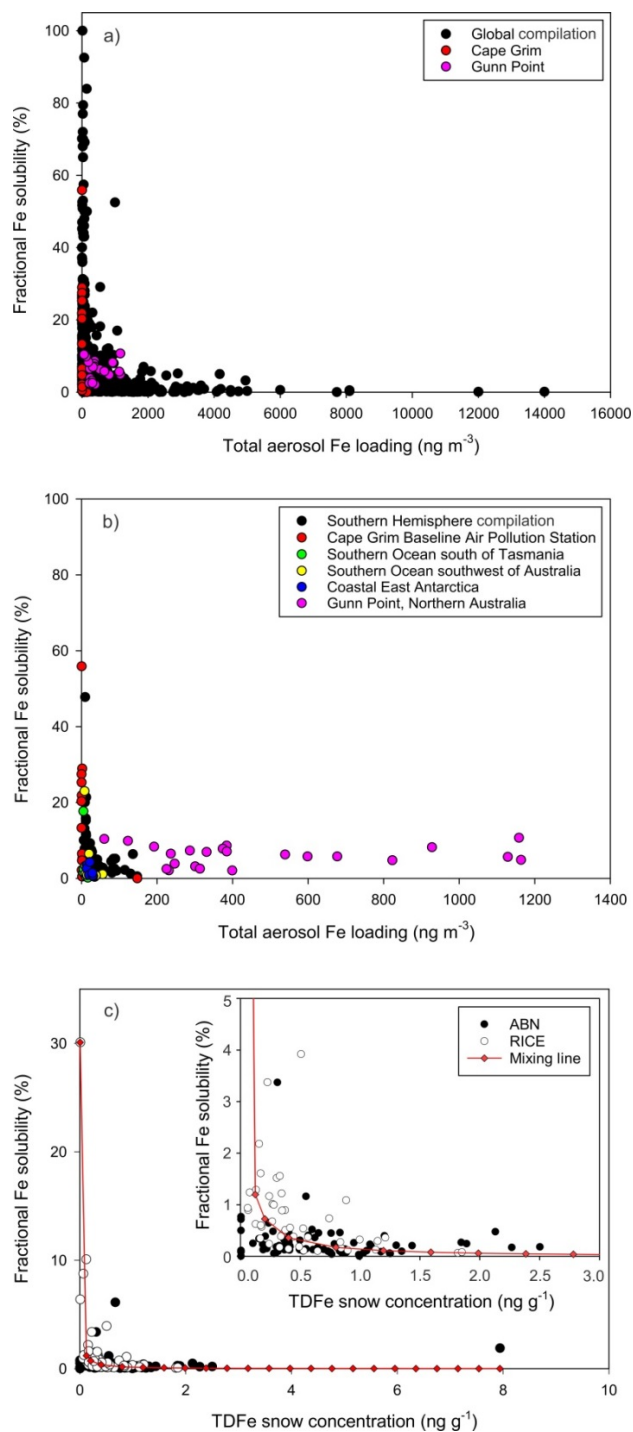 a)
Global compilation
Cape Grim
Gunn Point
Fractional Fe solubility (%)
100
80
60
40
20
0
0 2000 4000 6000 8000 10000 12000 14000 16000
Total aerosol Fe loading (ng m-3)
b)
Southern Hemisphere compilation
Cape Grim Baseline Air Pollution Station
Southern Ocean south of Tasmania
Southern Ocean southwest of Australia
Coastal East Antarctica
Gunn Point, Northern Australia
Fractional Fe solubility (%)
100
80
60
40
20
0
0 200 400 600 800 1000 1200 1400
Total aerosol Fe loading (ng m-3)
c)
Fractional Fe solubility (%)
30
20
10
0
0 2 4 6 8 10
TDFe snow concentration (ng g-1)
ABN
RICE
Mixing line
Fractional Fe solubility (%)
5
4
3
2
1
0
0.0 0.5 1.0 1.5 2.0 2.5 3.0
TDFe snow concentration (ng g-1)